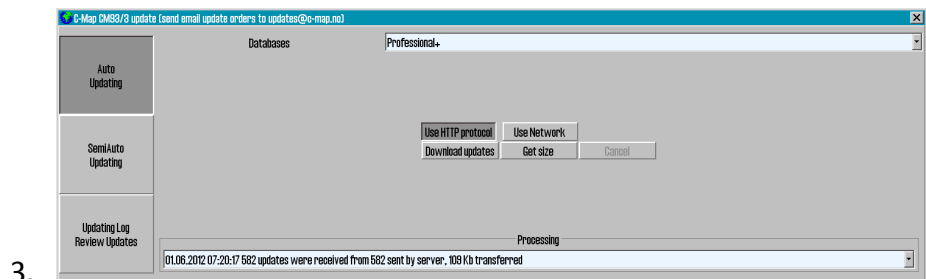 C-Map CM93/3 update (send email update orders to updates@c-map.no)
Databases
Professional+
Auto
Updating
Use HTTP protocol
Use Network
Download updates
Get size
Cancel
SemiAuto
Updating
Updating Log
Review Updates
Processing
01.06.2012 07:20:17 582 updates were received from 582 sent by server, 109 Kb transferred
3.